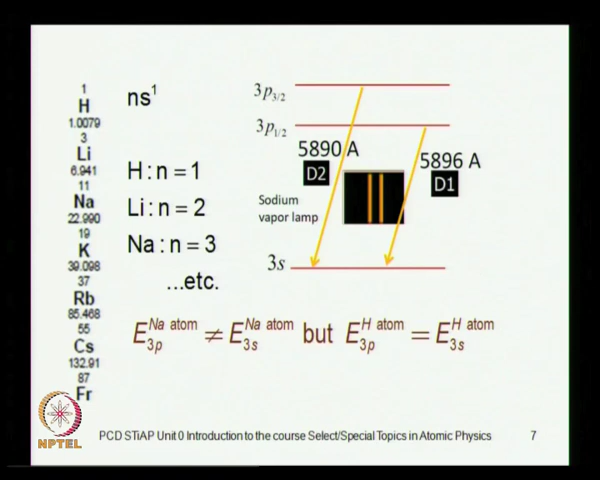 1
H
1.0079
3
Li
6.941
11
Na
22.990
19
K
39.098
37
Rb
85.468
55
Cs
132.91
87
Fr
ns¹
H : n = 1
Li : n = 2
Na : n = 3
...etc.
3p₃/₂
3p₁/₂
5890 A
D2
5896 A
D1
Sodium
vapor lamp
3s
E₃ₚ^Na atom ≠ E₃ₛ^Na atom but E₃ₚ^H atom = E₃ₛ^H atom
NPTEL
PCD STiAP Unit 0 Introduction to the course Select/Special Topics in Atomic Physics 7